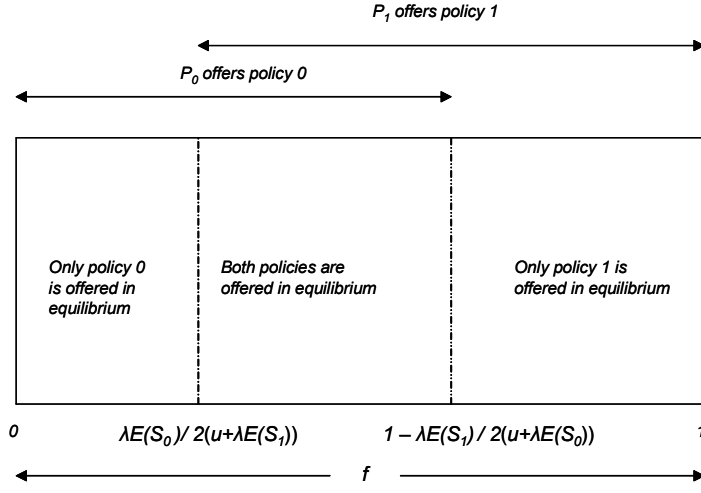 P₁ offers policy 1
P₀ offers policy 0
Only policy 0
is offered in
equilibrium
Both policies are
offered in equilibrium
Only policy 1 is
offered in equilibrium
0 λE(S₀)/ 2(u+λE(S₁)) 1 – λE(S₁)/ 2(u+λE(S₀)) 1
f